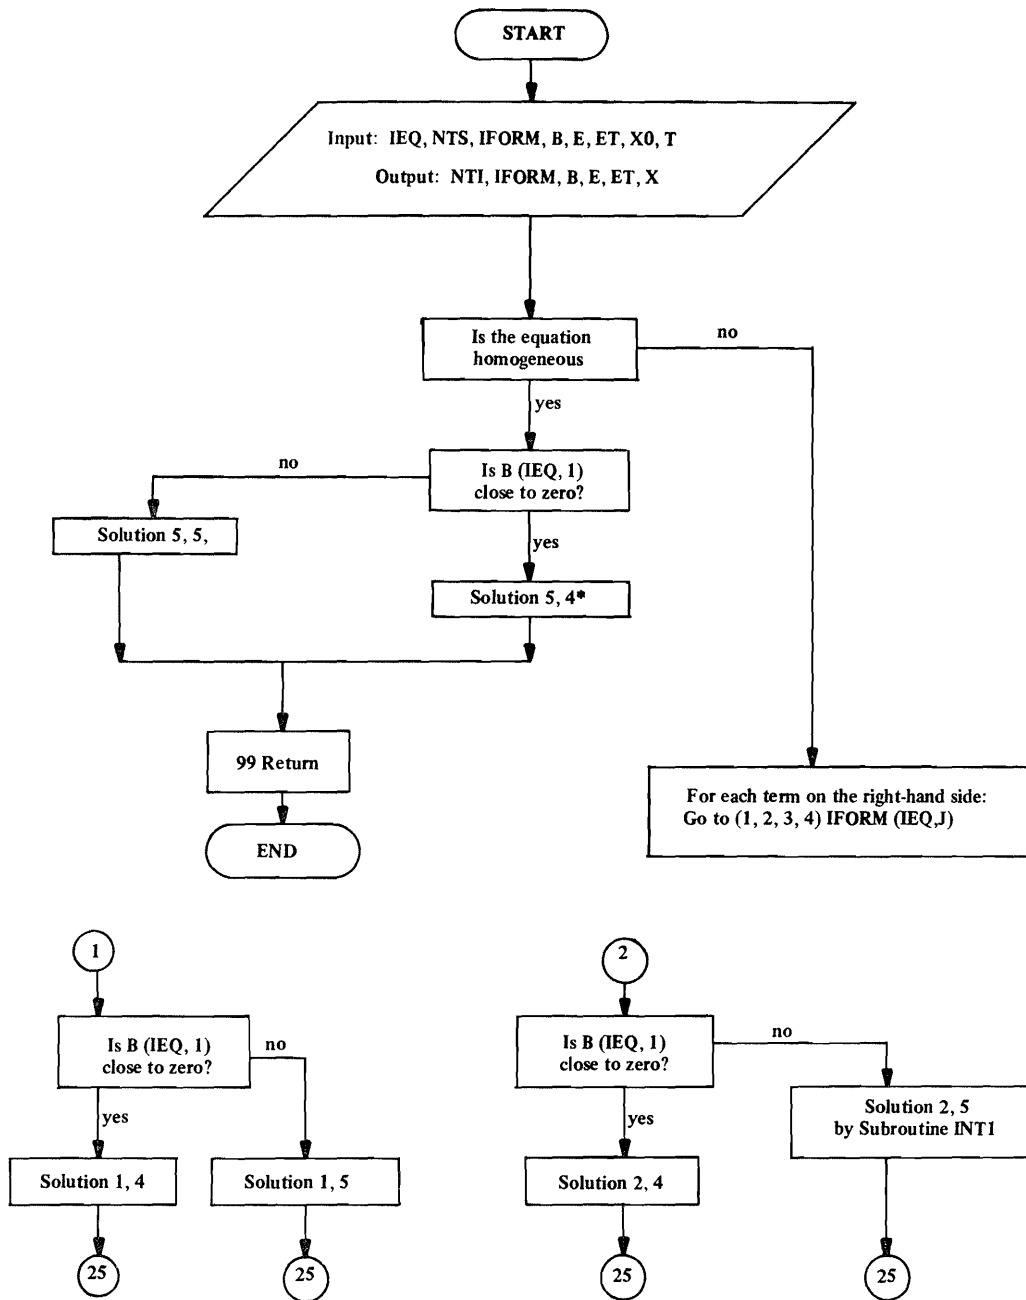 START
Input: IEQ, NTS, IFORM, B, E, ET, X0, T
Output: NTI, IFORM, B, E, ET, X
Is the equation
homogeneous
no
yes
Is B (IEQ, 1)
close to zero?
no
yes
Solution 5, 5,
Solution 5, 4*
99 Return
END
For each term on the right-hand side:
Go to (1, 2, 3, 4) IFORM (IEQ,J)
1
Is B (IEQ, 1)
close to zero?
no
yes
Solution 1, 4
Solution 1, 5
25
25
2
Is B (IEQ, 1)
close to zero?
no
yes
Solution 2, 5
by Subroutine INT1
Solution 2, 4
25
25